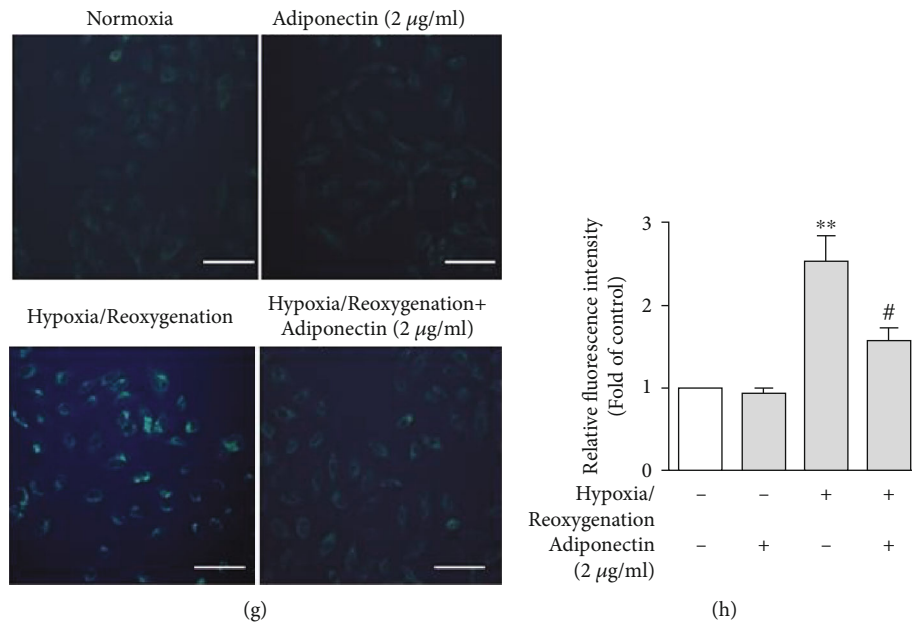 Normoxia
Adiponectin (2 μg/ml)
Hypoxia/Reoxygenation
Hypoxia/Reoxygenation+
Adiponectin (2 μg/ml)
(g)
Relative fluorescence intensity
(Fold of control)
3
2
1
0
**
#
Hypoxia/
Reoxygenation
– – + +
Adiponectin
(2 μg/ml)
– + – +
(h)